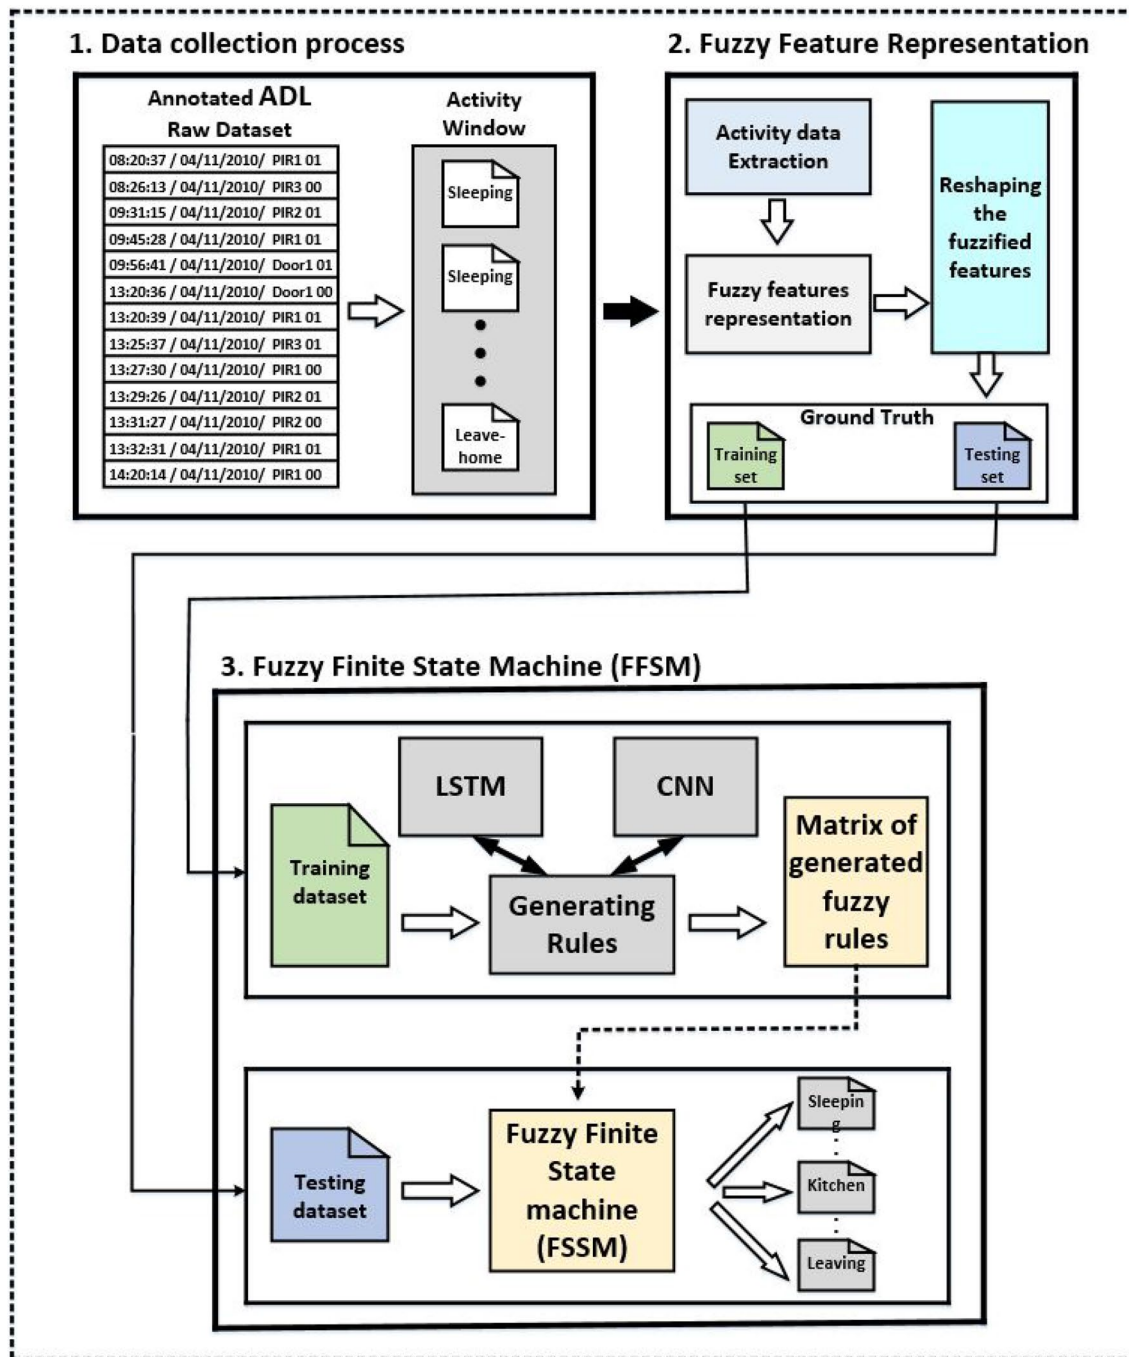 1. Data collection process
Annotated ADL
Raw Dataset
08:20:37 / 04/11/2010/ PIR1 01
08:26:13 / 04/11/2010/ PIR3 00
09:31:15 / 04/11/2010/ PIR2 01
09:45:28 / 04/11/2010/ PIR1 01
09:56:41 / 04/11/2010/ Door1 01
13:20:36 / 04/11/2010/ Door1 00
13:20:39 / 04/11/2010/ PIR1 01
13:25:37 / 04/11/2010/ PIR3 01
13:27:30 / 04/11/2010/ PIR1 00
13:29:26 / 04/11/2010/ PIR2 01
13:31:27 / 04/11/2010/ PIR2 00
13:32:31 / 04/11/2010/ PIR1 01
14:20:14 / 04/11/2010/ PIR1 00
Activity
Window
Sleeping
Sleeping
Leave-
home
2. Fuzzy Feature Representation
Activity data
Extraction
Fuzzy features
representation
Reshaping
the
fuzzified
features
Ground Truth
Training
set
Testing
set
3. Fuzzy Finite State Machine (FFSM)
Training
dataset
LSTM
CNN
Generating
Rules
Matrix of
generated
fuzzy
rules
Testing
dataset
Fuzzy Finite
State
machine
(FSSM)
Sleepin
g
Kitchen
Leaving